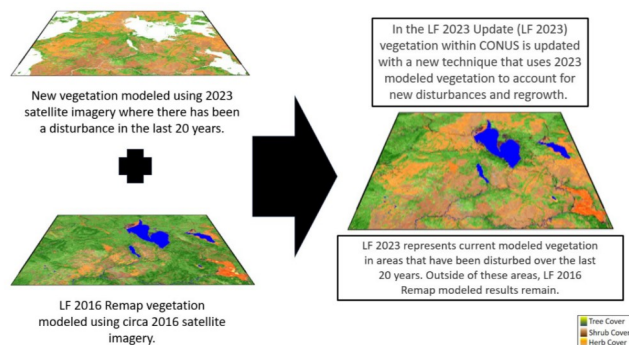 New vegetation modeled using 2023
satellite imagery where there has been
a disturbance in the last 20 years.
LF 2016 Remap vegetation
modeled using circa 2016 satellite
imagery.
In the LF 2023 Update (LF 2023)
vegetation within CONUS is updated
with a new technique that uses 2023
modeled vegetation to account for
new disturbances and regrowth.
LF 2023 represents current modeled vegetation
in areas that have been disturbed over the last
20 years. Outside of these areas, LF 2016
Remap modeled results remain.
Tree Cover
Shrub Cover
Herb Cover